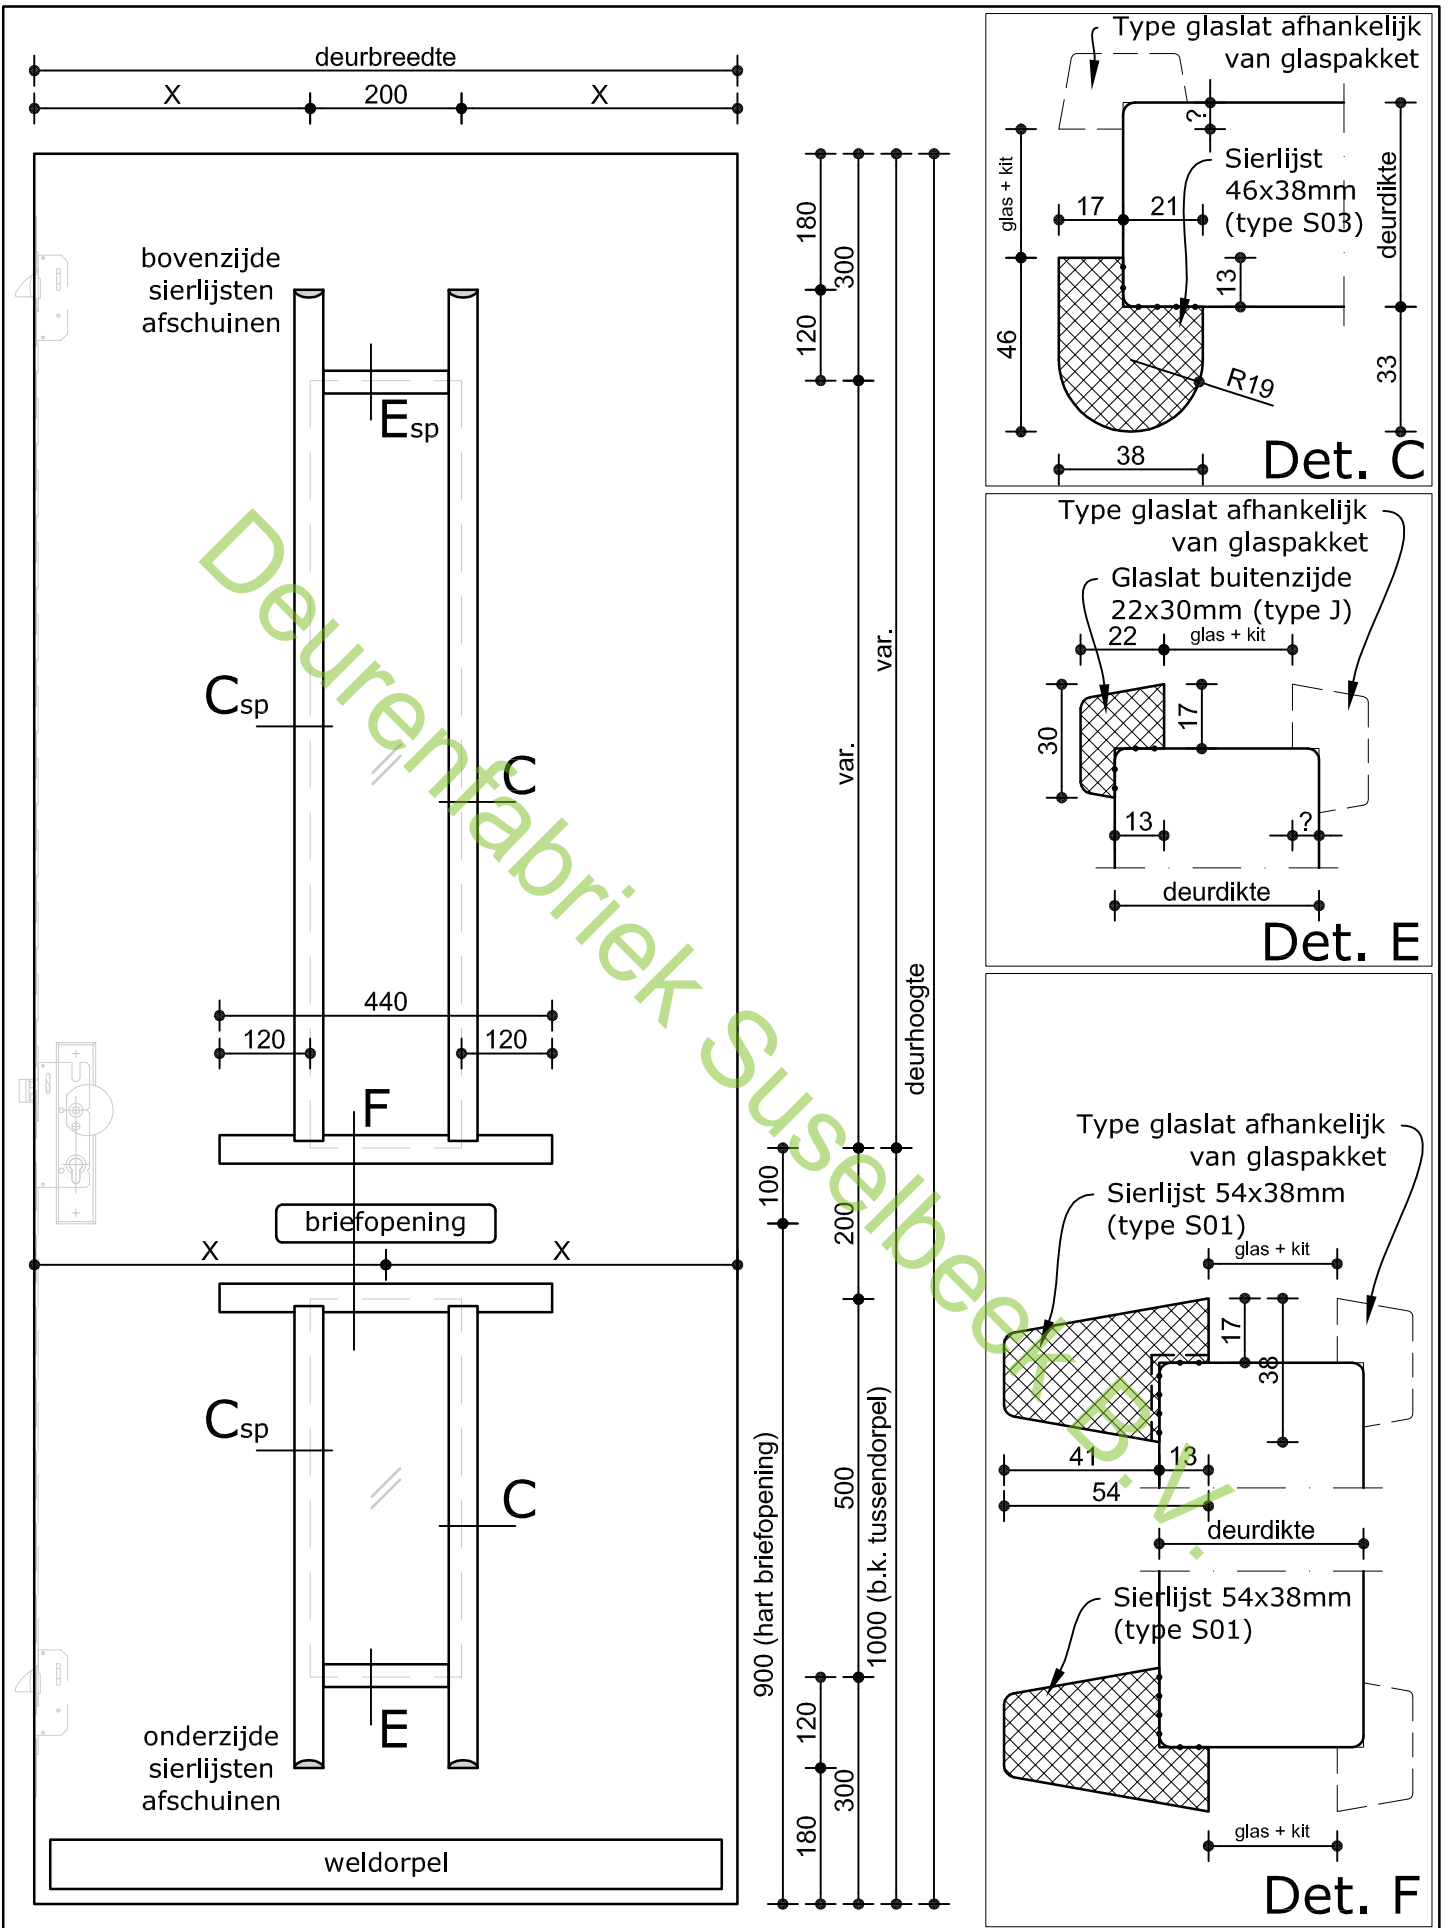 deurbreedte
X
200
X
bovenzijde
sierlijsten
afschuinen
Esp
Csp
C
440
120
120
F
briefopening
X
X
Csp
C
E
onderzijde
sierlijsten
afschuinen
weldorpel
180
300
120
var.
var.
deurhoogte
100
200
900 (hart briefopening)
500
1000 (b.k. tussendorpel)
120
300
180
Deurenfabriek Suselbeek B.V.
Type glaslat afhankelijk
van glaspakket
?
glas + kit
Sierlijst
46x38mm
(type S03)
17
21
deurdikte
13
46
R19
33
38
Det. C
Type glaslat afhankelijk
van glaspakket
Glaslat buitenzijde
22x30mm (type J)
22
glas + kit
30
17
13
?
deurdikte
Det. E
Type glaslat afhankelijk
van glaspakket
Sierlijst 54x38mm
(type S01)
glas + kit
17
38
41
13
54
deurdikte
Sierlijst 54x38mm
(type S01)
glas + kit
Det. F